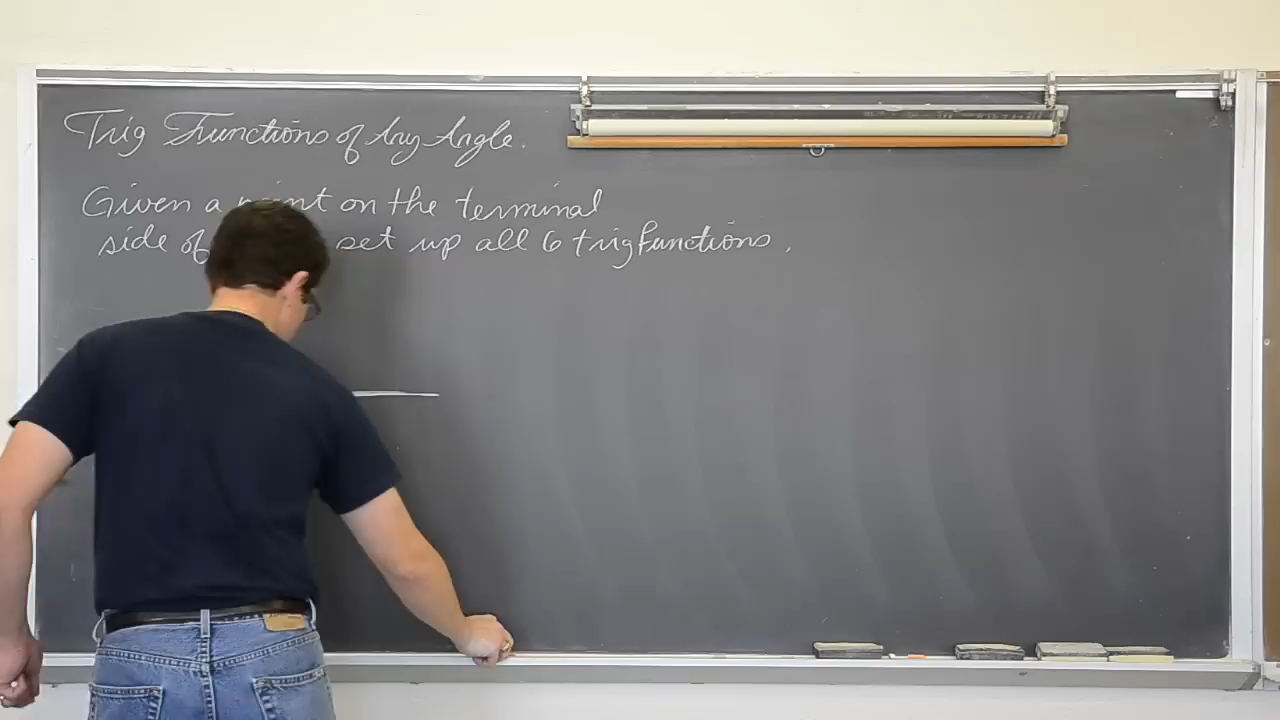 Trig Functions of Any Angle.
Given a point on the terminal
side of set up all 6 trig functions.